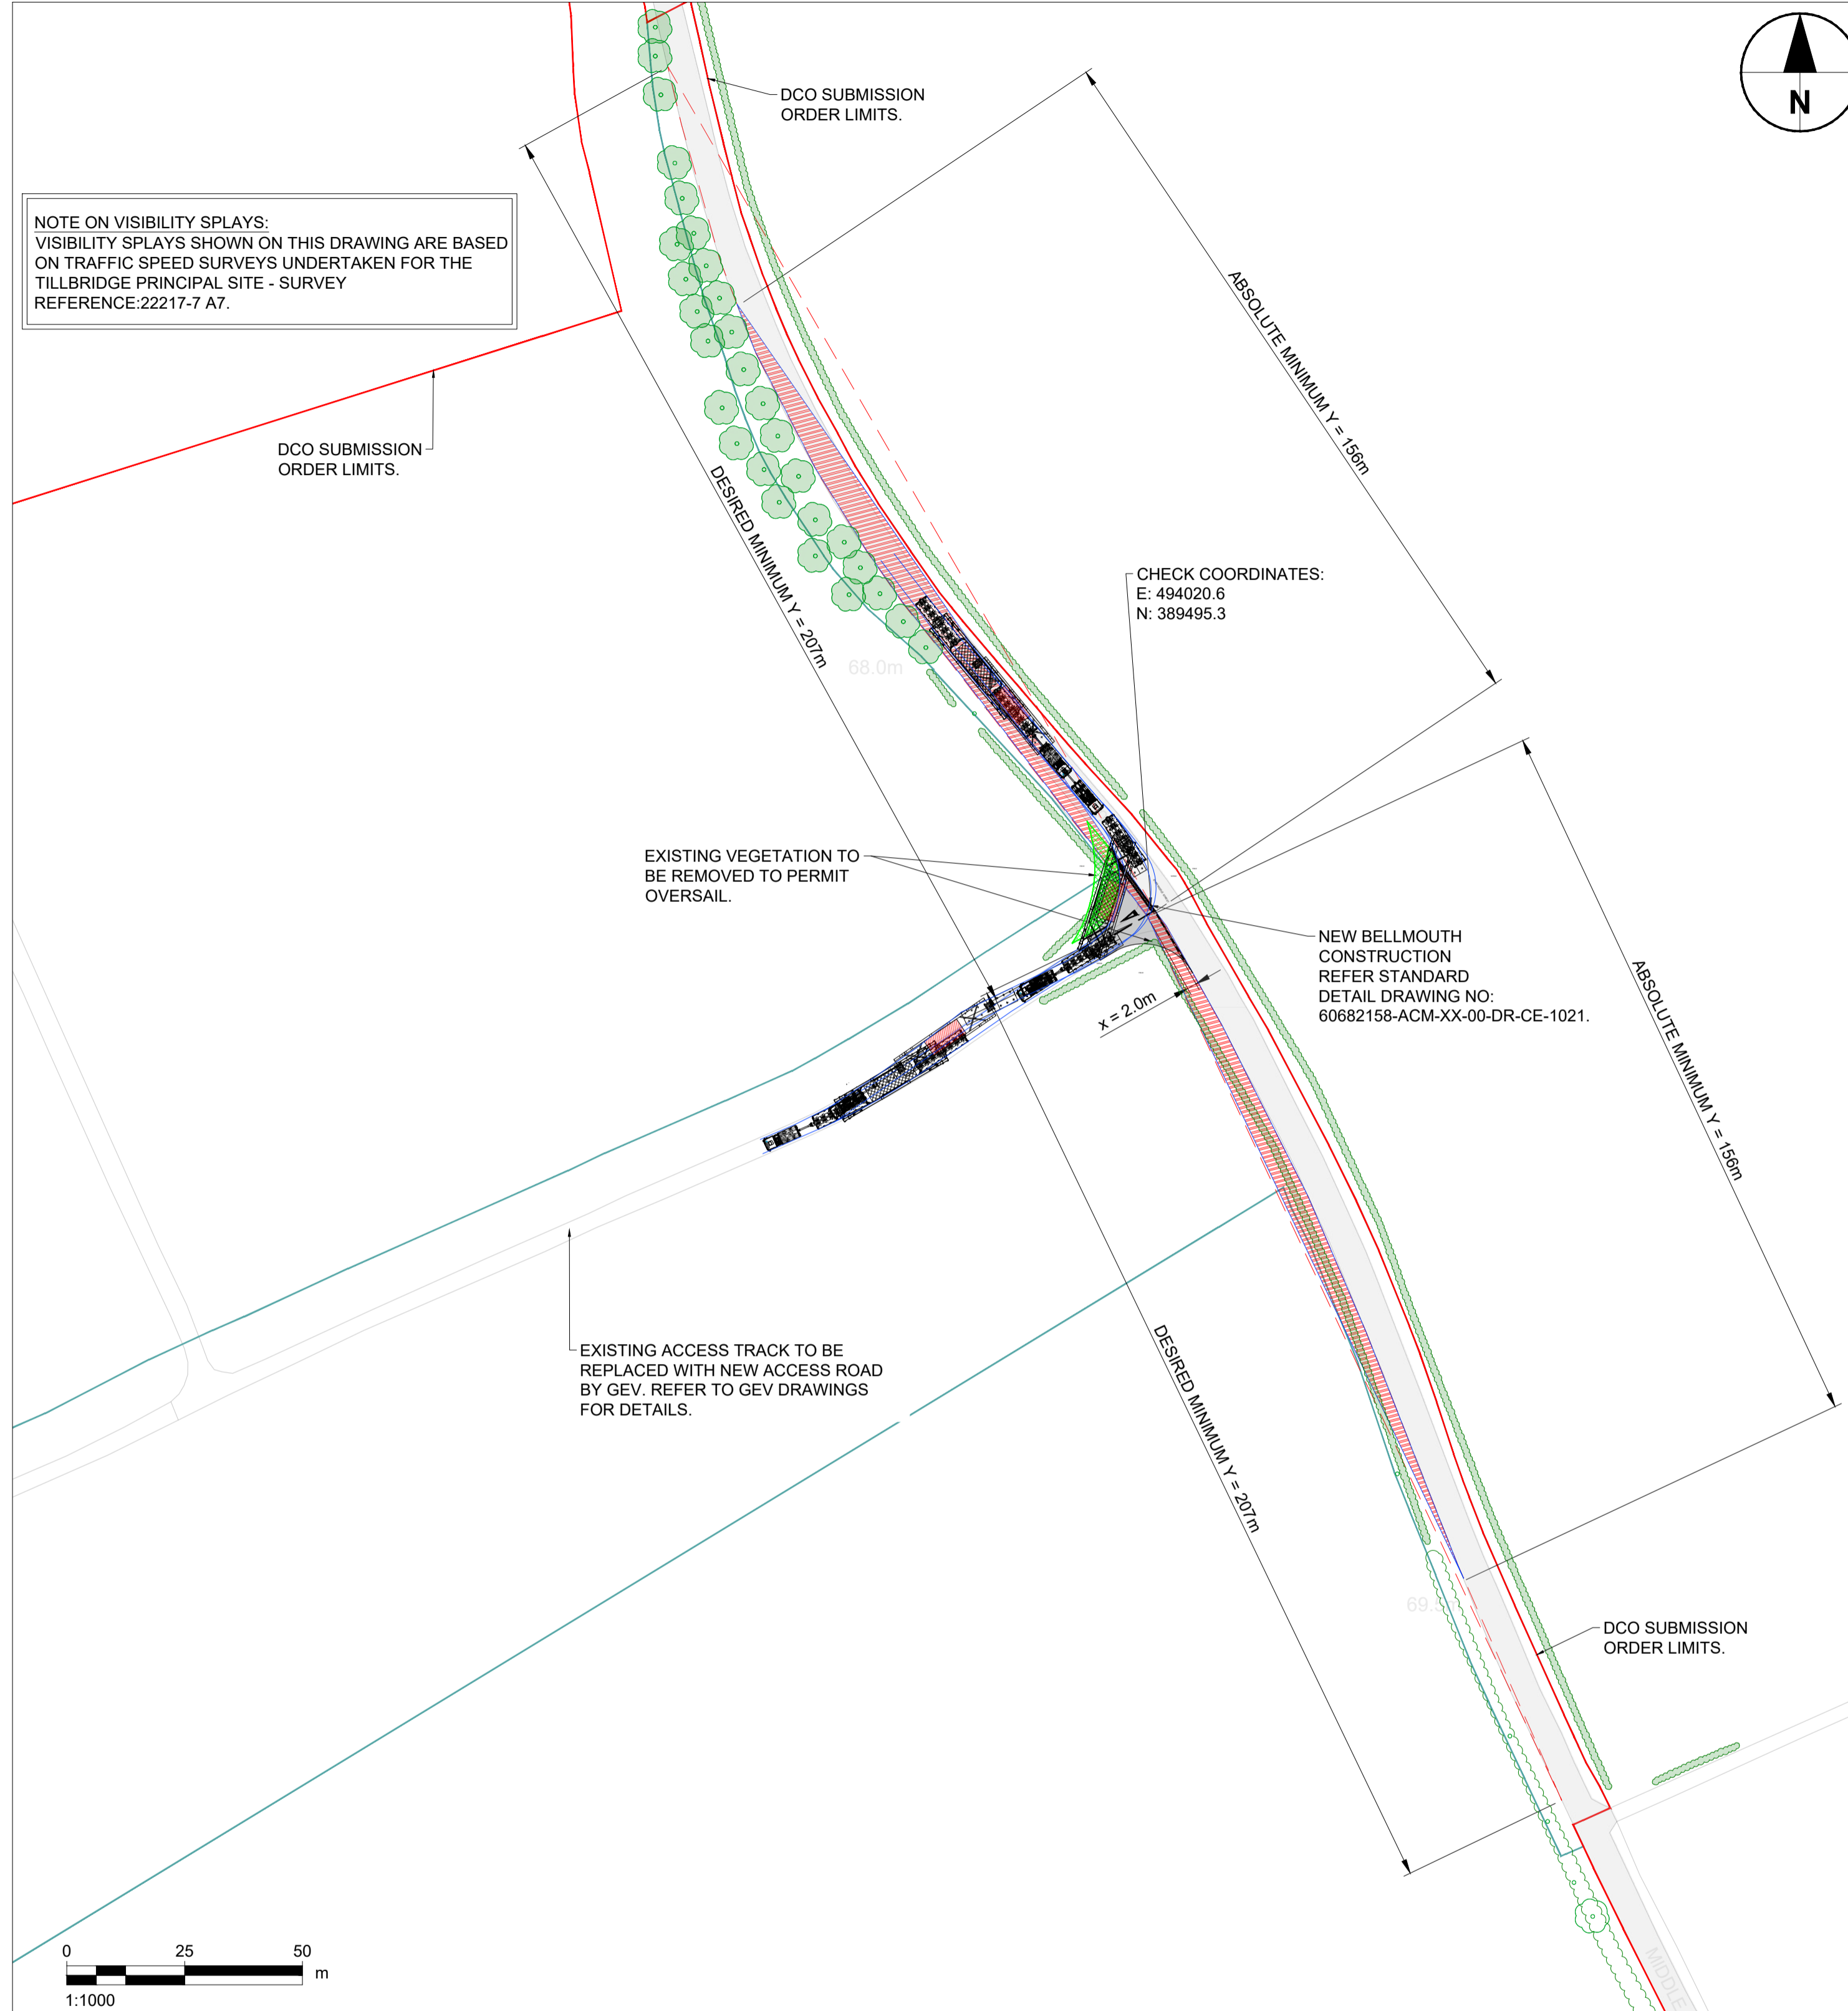 N
DCO SUBMISSION
ORDER LIMITS.
NOTE ON VISIBILITY SPLAYS:
VISIBILITY SPLAYS SHOWN ON THIS DRAWING ARE BASED
ON TRAFFIC SPEED SURVEYS UNDERTAKEN FOR THE
TILLBRIDGE PRINCIPAL SITE - SURVEY
REFERENCE:22217-7 A7.
ABSOLUTE MINIMUM Y = 156m
DCO SUBMISSION
ORDER LIMITS.
DESIRED MINIMUM Y = 207m
CHECK COORDINATES:
E: 494020.6
N: 389495.3
68.0m
EXISTING VEGETATION TO
BE REMOVED TO PERMIT
OVERSAIL.
NEW BELLMOUTH
CONSTRUCTION
REFER STANDARD
DETAIL DRAWING NO:
60682158-ACM-XX-00-DR-CE-1021.
x = 2.0m
ABSOLUTE MINIMUM Y = 156m
EXISTING ACCESS TRACK TO BE
REPLACED WITH NEW ACCESS ROAD
BY GEV. REFER TO GEV DRAWINGS
FOR DETAILS.
DESIRED MINIMUM Y = 207m
DCO SUBMISSION
ORDER LIMITS.
MIDDLE
0 25 50
m
1:1000